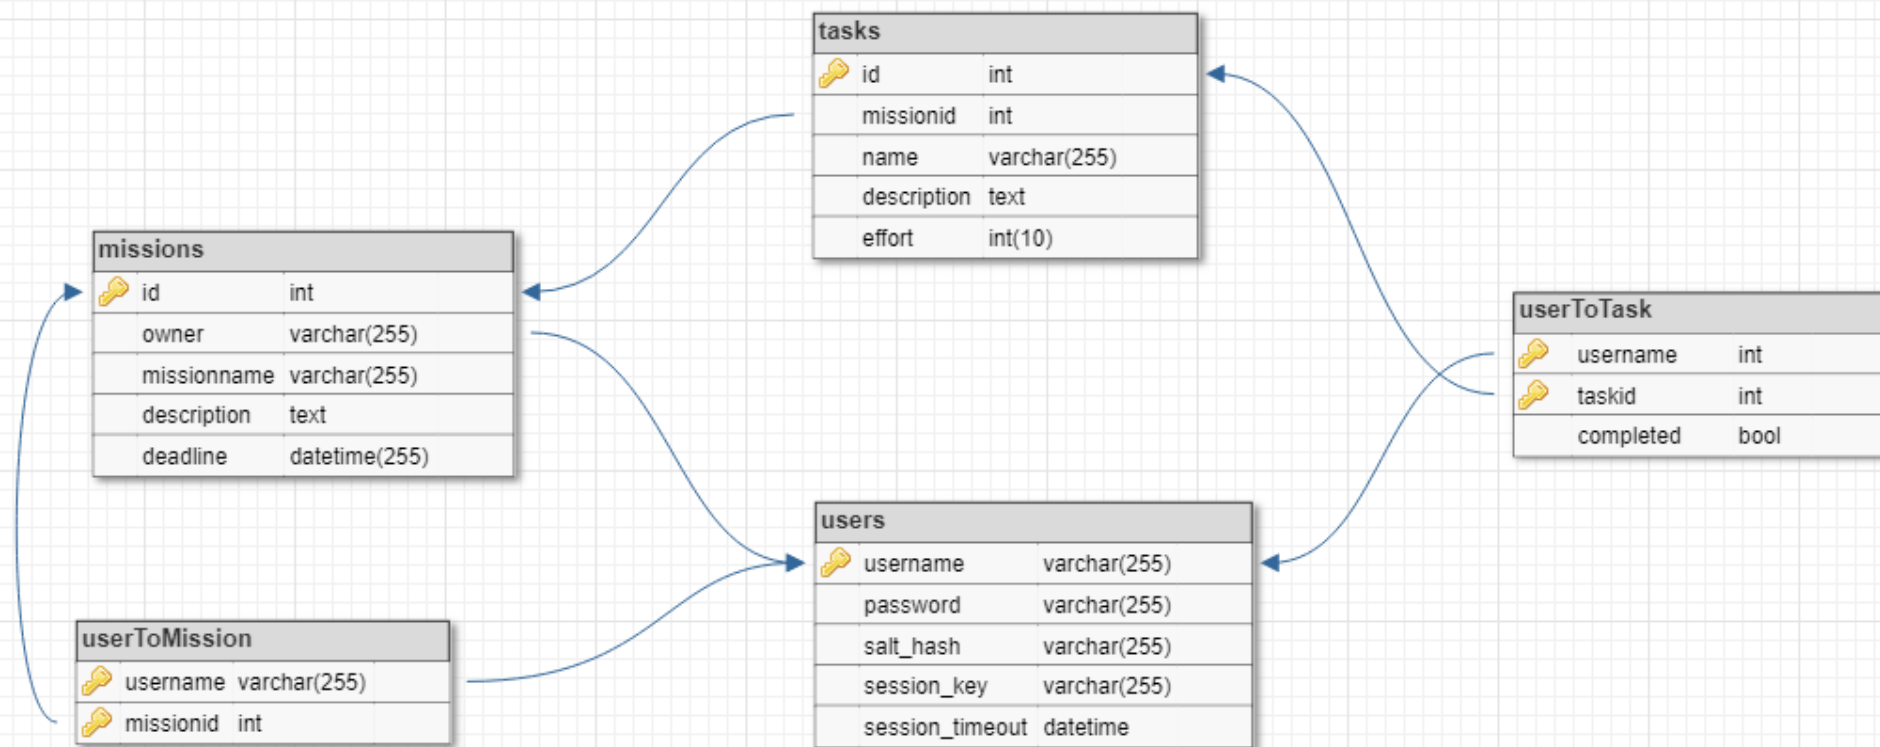 tasks
id int
missionid int
name varchar(255)
description text
effort int(10)
missions
id int
owner varchar(255)
missionname varchar(255)
description text
deadline datetime(255)
userToTask
username int
taskid int
completed bool
users
username varchar(255)
password varchar(255)
salt_hash varchar(255)
session_key varchar(255)
session_timeout datetime
userToMission
username varchar(255)
missionid int